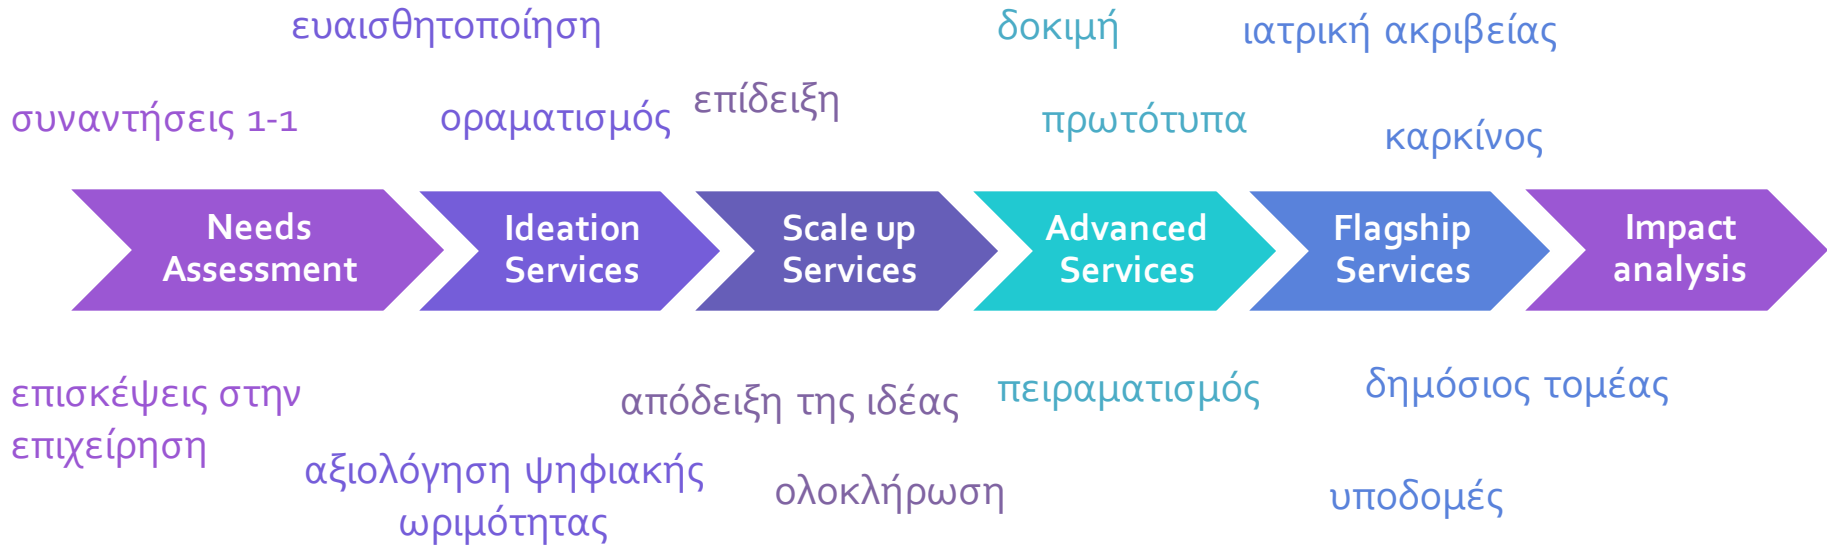 ευαισθητοποίηση
δοκιμή
ιατρική ακριβείας
συναντήσεις 1-1
οραματισμός
επίδειξη
πρωτότυπα
καρκίνος
Needs
Assessment
Ideation
Services
Scale up
Services
Advanced
Services
Flagship
Services
Impact
analysis
επισκέψεις στην
επιχείρηση
αξιολόγηση ψηφιακής
ωριμότητας
απόδειξη της ιδέας
ολοκλήρωση
πειραματισμός
δημόσιος τομέας
υποδομές